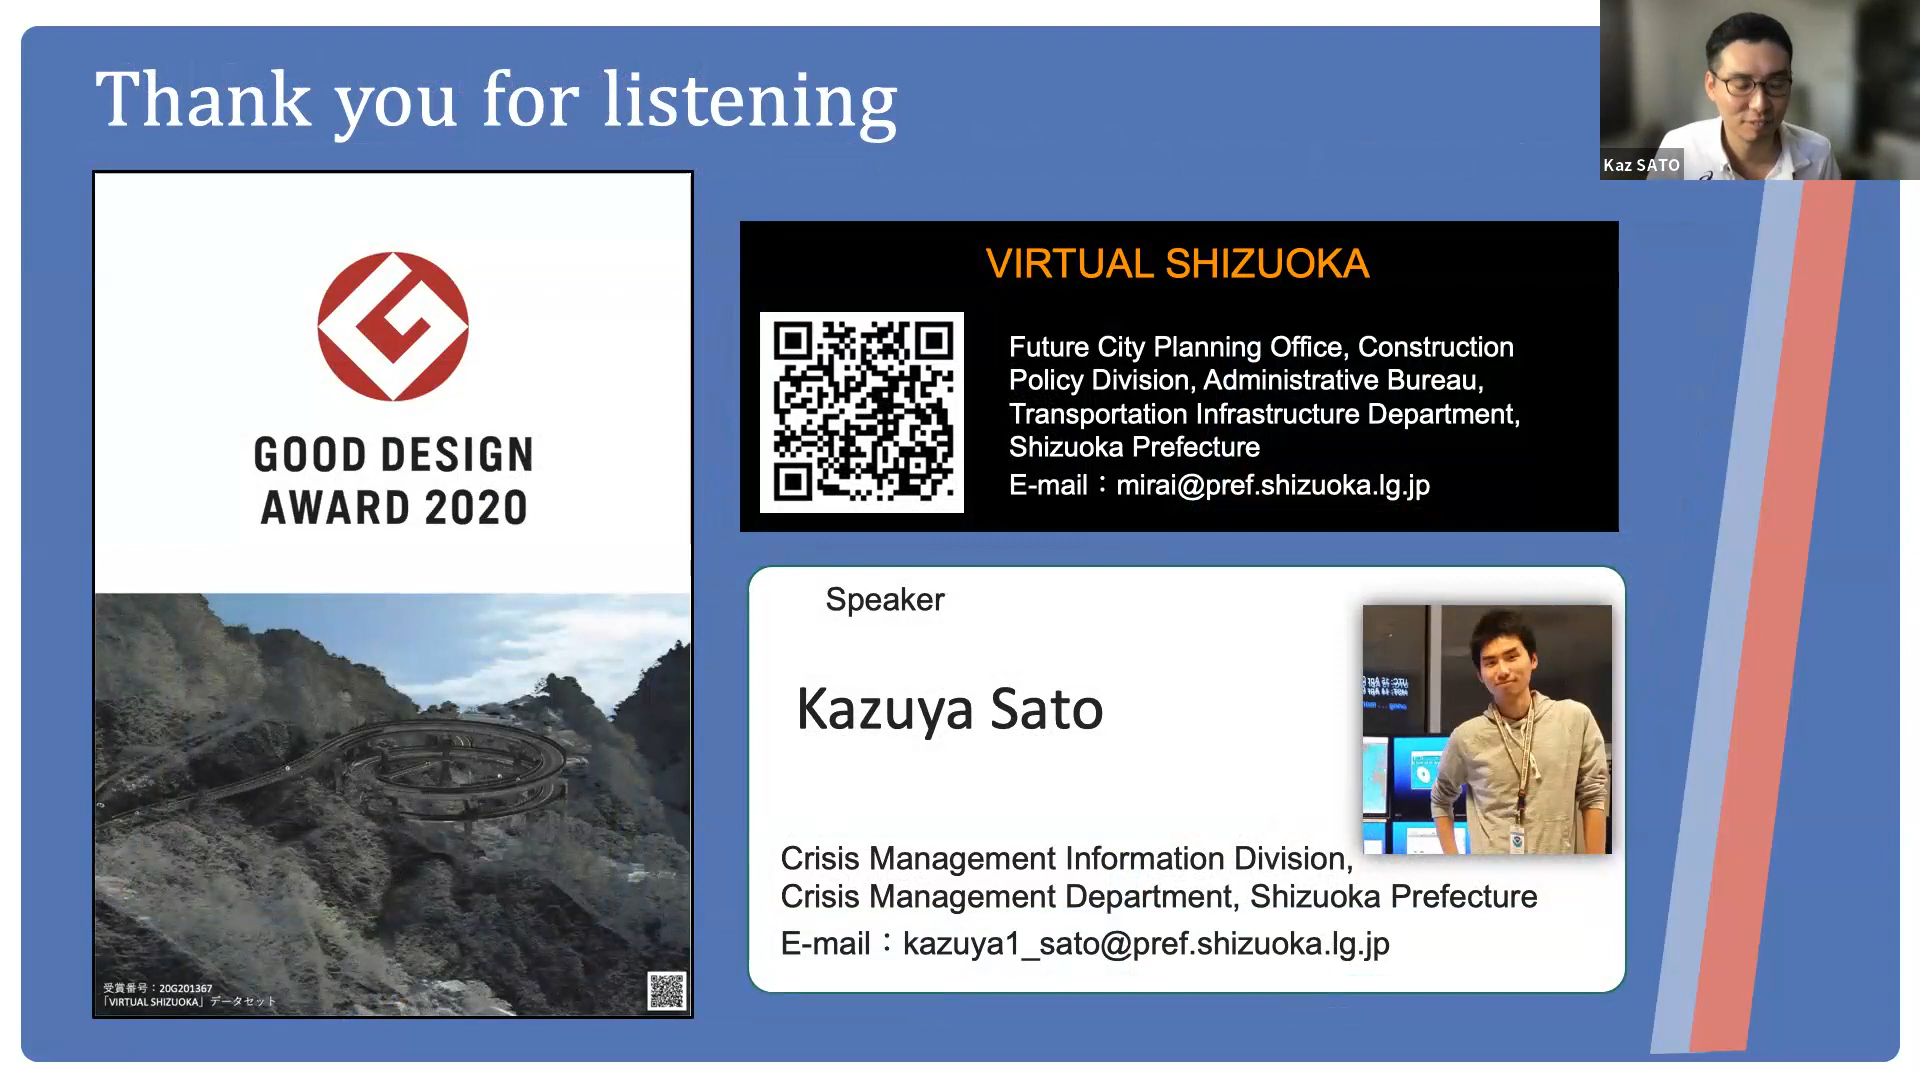 Thank you for listening
Kaz SATO
GOOD DESIGN
AWARD 2020
受賞番号：20G201367
「VIRTUAL SHIZUOKA」データセット
VIRTUAL SHIZUOKA
Future City Planning Office, Construction
Policy Division, Administrative Bureau,
Transportation Infrastructure Department,
Shizuoka Prefecture
E-mail：mirai@pref.shizuoka.lg.jp
Speaker
Kazuya Sato
Crisis Management Information Division,
Crisis Management Department, Shizuoka Prefecture
E-mail：kazuya1_sato@pref.shizuoka.lg.jp